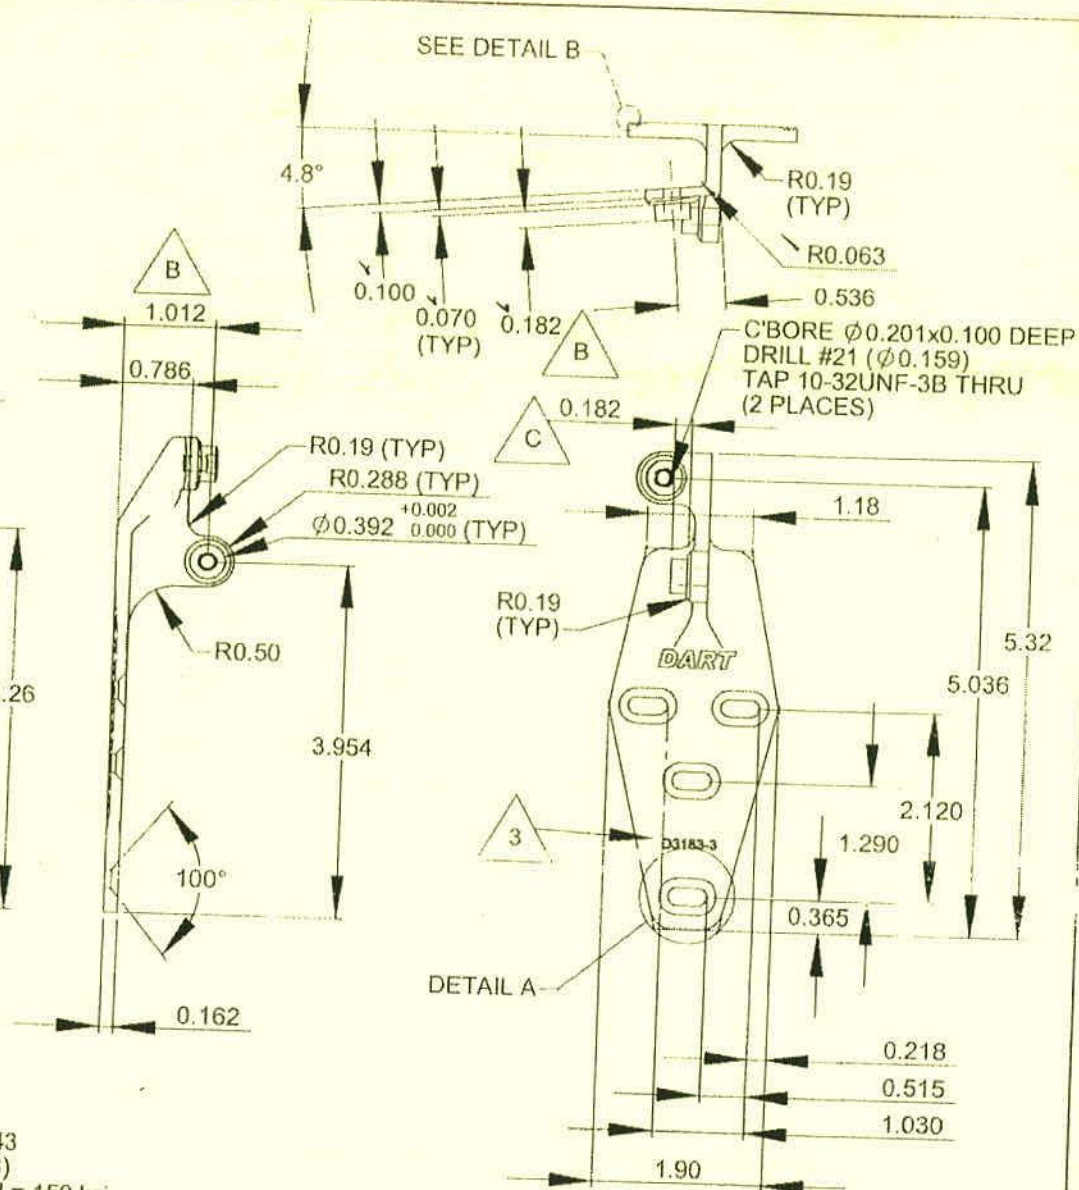 SEE DETAIL B
4.8°
R0.19
(TYP)
R0.063
0.100
0.070
(TYP)
0.182
0.536
B
1.012
0.786
B
C'BORE Ø0.201x0.100 DEEP
DRILL #21 (Ø0.159)
TAP 10-32UNF-3B THRU
(2 PLACES)
C
0.182
R0.19 (TYP)
R0.288 (TYP)
Ø0.392 +0.002 0.000 (TYP)
1.18
R0.19
(TYP)
R0.50
DART
5.32
5.036
.26
3.954
2.120
3
D3183-3
1.290
100°
0.365
DETAIL A
0.162
0.218
0.515
1.030
1.90
43